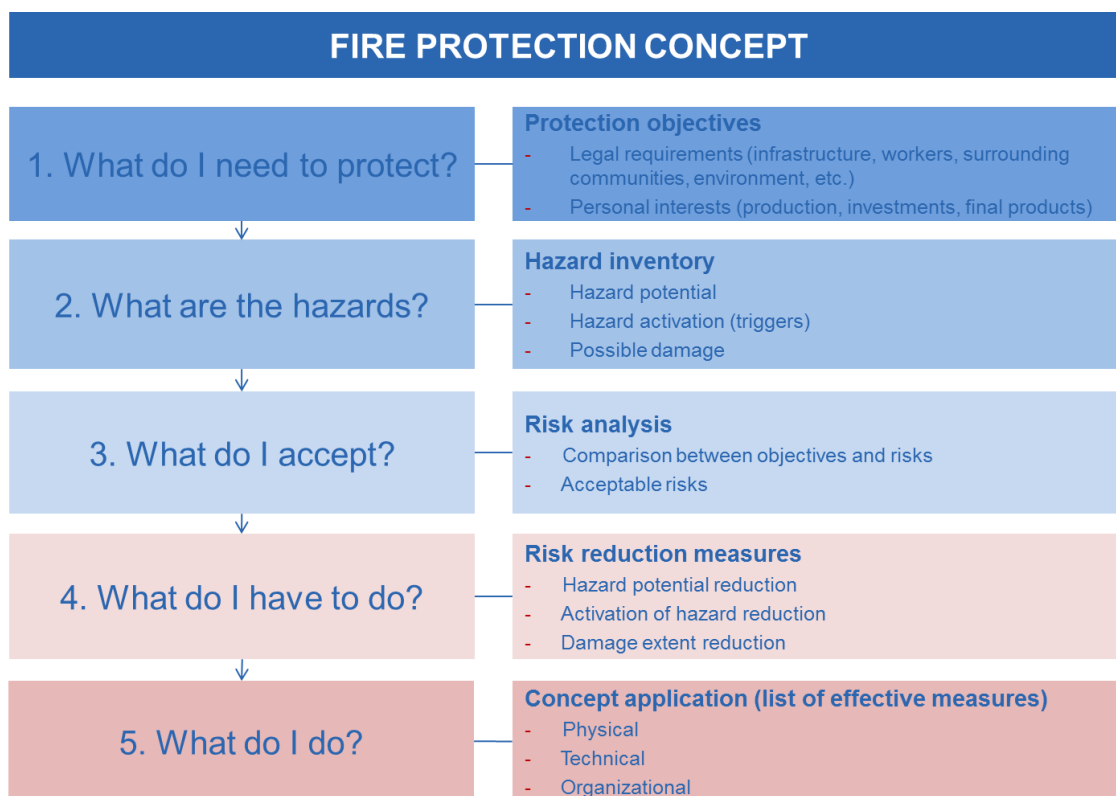 FIRE PROTECTION CONCEPT
1. What do I need to protect?
Protection objectives
- Legal requirements (infrastructure, workers, surrounding
communities, environment, etc.)
- Personal interests (production, investments, final products)
2. What are the hazards?
Hazard inventory
- Hazard potential
- Hazard activation (triggers)
- Possible damage
3. What do I accept?
Risk analysis
- Comparison between objectives and risks
- Acceptable risks
4. What do I have to do?
Risk reduction measures
- Hazard potential reduction
- Activation of hazard reduction
- Damage extent reduction
5. What do I do?
Concept application (list of effective measures)
- Physical
- Technical
- Organizational